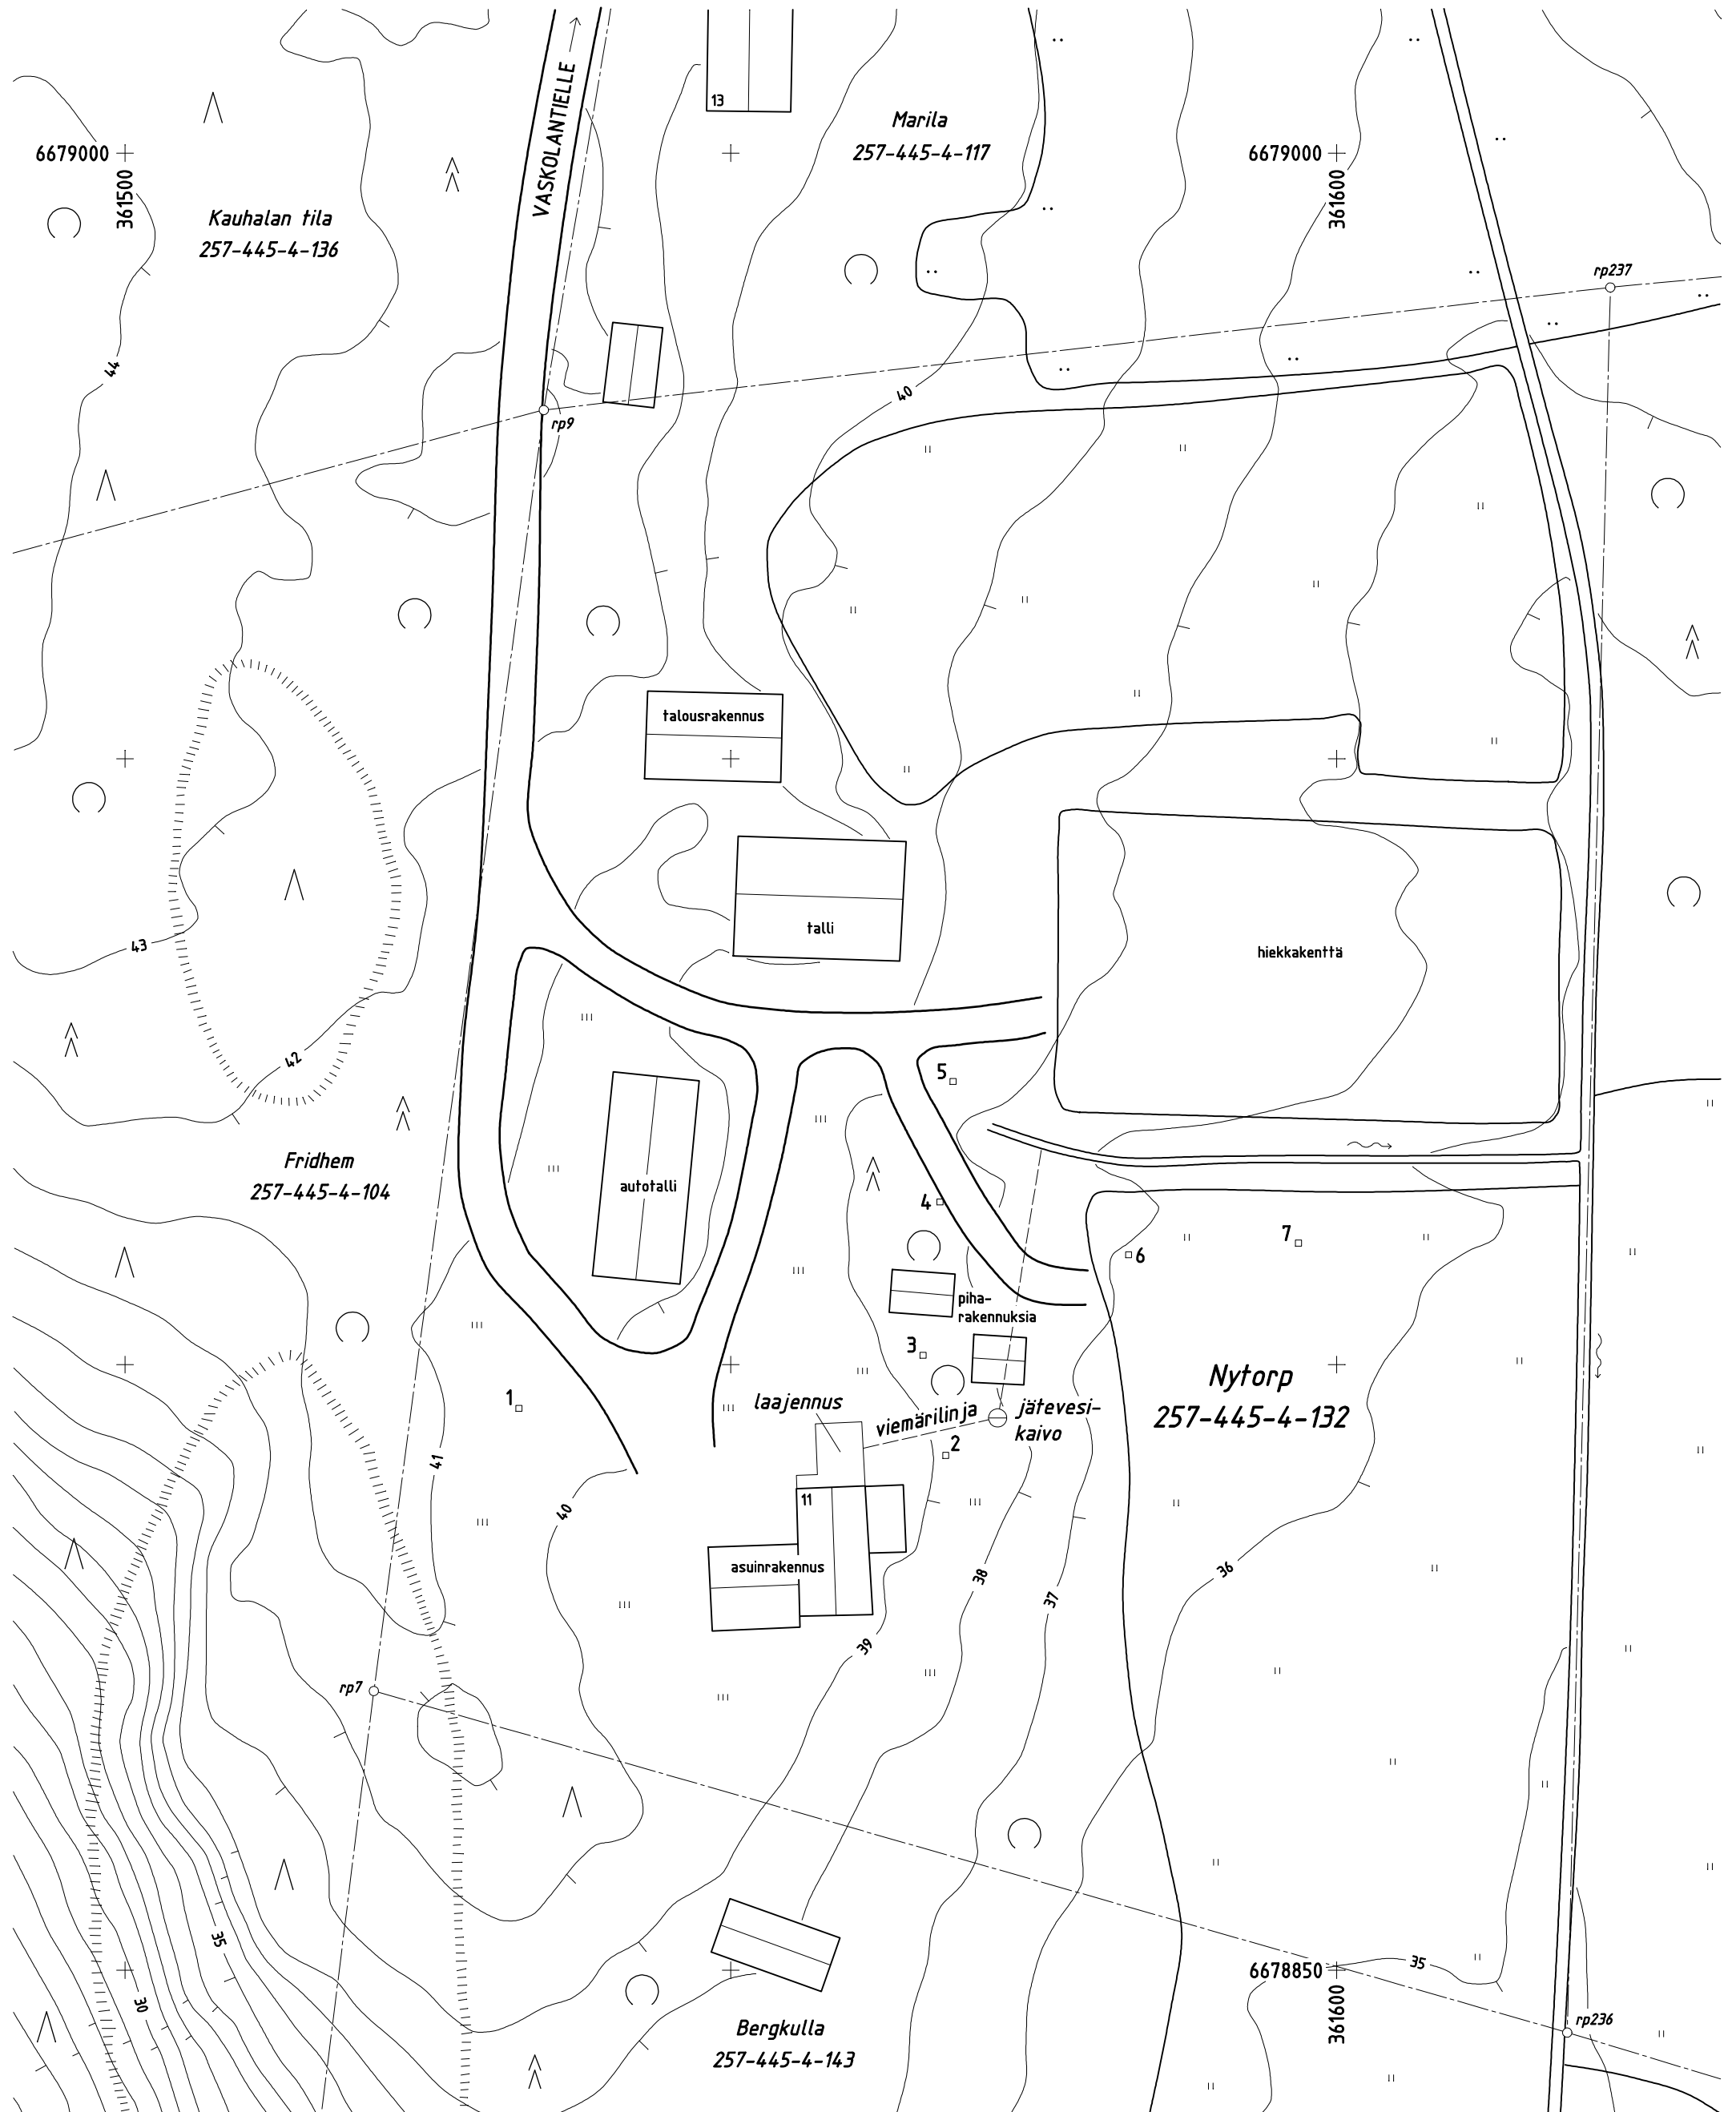 VASKOLANTIELLE
13
Marila
257-445-4-117
6679000
361500
6679000
361600
Kauhalan tila
257-445-4-136
rp237
44
40
rp9
talousrakennus
talli
hiekkakenttä
43
42
5
Fridhem
257-445-4-104
autotalli
4
7
6
piha-
rakennuksia
3
Nytorp
257-445-4-132
1
laajennus
viemärilinja
jätevesi-
kaivo
2
41
40
11
asuinrakennus
38
37
36
39
rp7
35
30
6678850
361600
35
rp236
Bergkulla
257-445-4-143